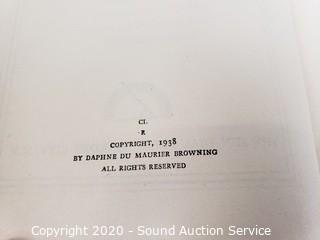 CL
R
COPYRIGHT, 1938
BY DAPHNE DU MAURIER BROWNING
ALL RIGHTS RESERVED
Copyright 2020 - Sound Auction Service